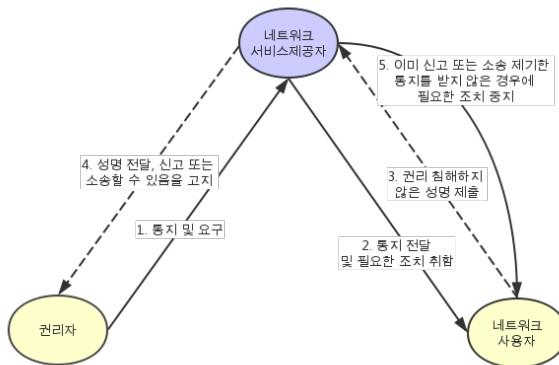 네트워크
서비스제공자
5. 이미 신고 또는 소송 제기한
통지를 받지 않은 경우에
필요한 조치 중지
4. 성명 전달, 신고 또는
소송할 수 있음을 고지
3. 권리 침해하지
않은 성명 제출
1. 통지 및 요구
2. 통지 전달
및 필요한 조치 취함
권리자
네트워크
사용자